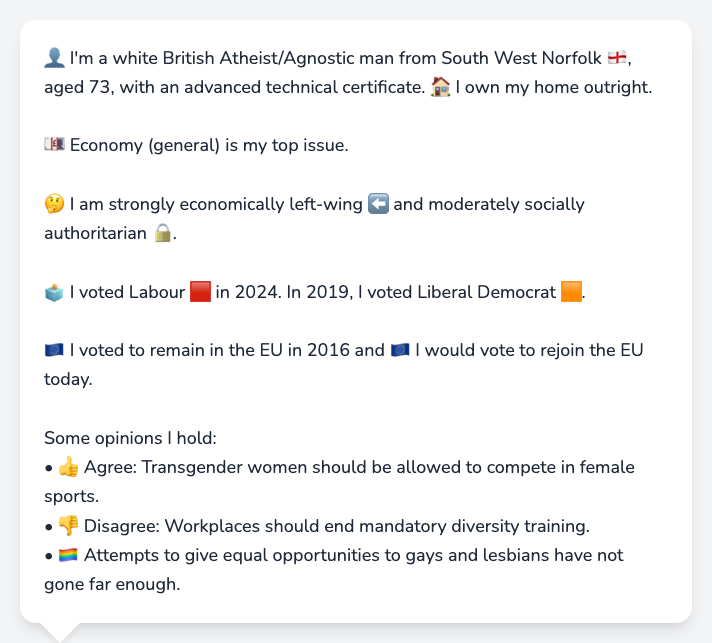 👤 I'm a white British Atheist/Agnostic man from South West Norfolk 🏴󠁧󠁢󠁥󠁮󠁧󠁿,
aged 73, with an advanced technical certificate. 🏠 I own my home outright.
💷 Economy (general) is my top issue.
🤔 I am strongly economically left-wing ⬅️ and moderately socially
authoritarian 🔒.
🗳️ I voted Labour 🟥 in 2024. In 2019, I voted Liberal Democrat 🟧.
🇪🇺 I voted to remain in the EU in 2016 and 🇪🇺 I would vote to rejoin the EU
today.
Some opinions I hold:
• 👍 Agree: Transgender women should be allowed to compete in female
sports.
• 👎 Disagree: Workplaces should end mandatory diversity training.
• 🏳️‍🌈 Attempts to give equal opportunities to gays and lesbians have not
gone far enough.